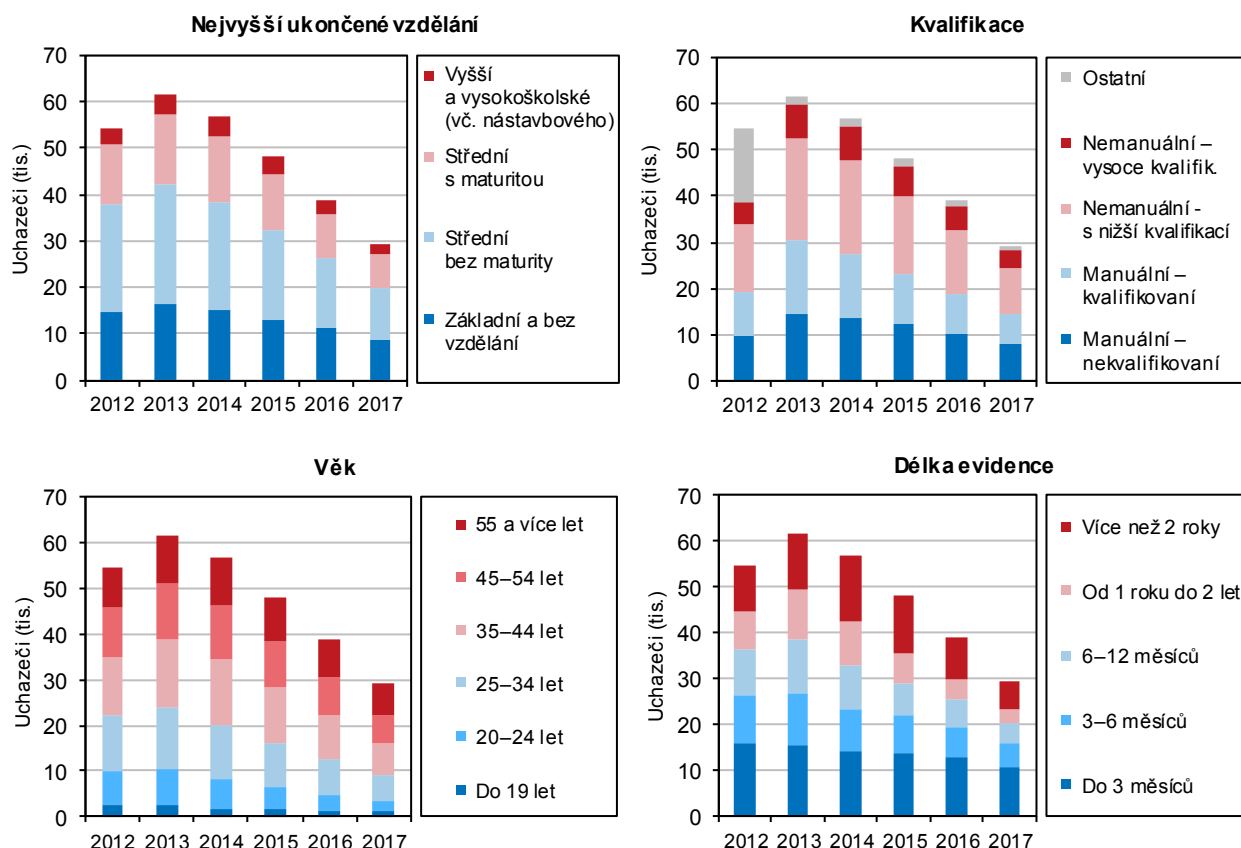 Nejvyšší ukončené vzdělání
Uchazeči (tis.)
70
60
50
40
30
20
10
0
2012 2013 2014 2015 2016 2017
Vyšší
a vysokoškolské
(vč. nástavbového)
Střední
s maturitou
Střední
bez maturity
Základní a bez
vzdělání
Kvalifikace
Uchazeči (tis.)
70
60
50
40
30
20
10
0
2012 2013 2014 2015 2016 2017
Ostatní
Nemanuální –
vysoce kvalifik.
Nemanuální -
s nižší kvalifikací
Manuální –
kvalifikovaní
Manuální –
nekvalifikovaní
Věk
Uchazeči (tis.)
70
60
50
40
30
20
10
0
2012 2013 2014 2015 2016 2017
55 a více let
45–54 let
35–44 let
25–34 let
20–24 let
Do 19 let
Délka evidence
Uchazeči (tis.)
70
60
50
40
30
20
10
0
2012 2013 2014 2015 2016 2017
Více než 2 roky
Od 1 roku do 2 let
6–12 měsíců
3–6 měsíců
Do 3 měsíců